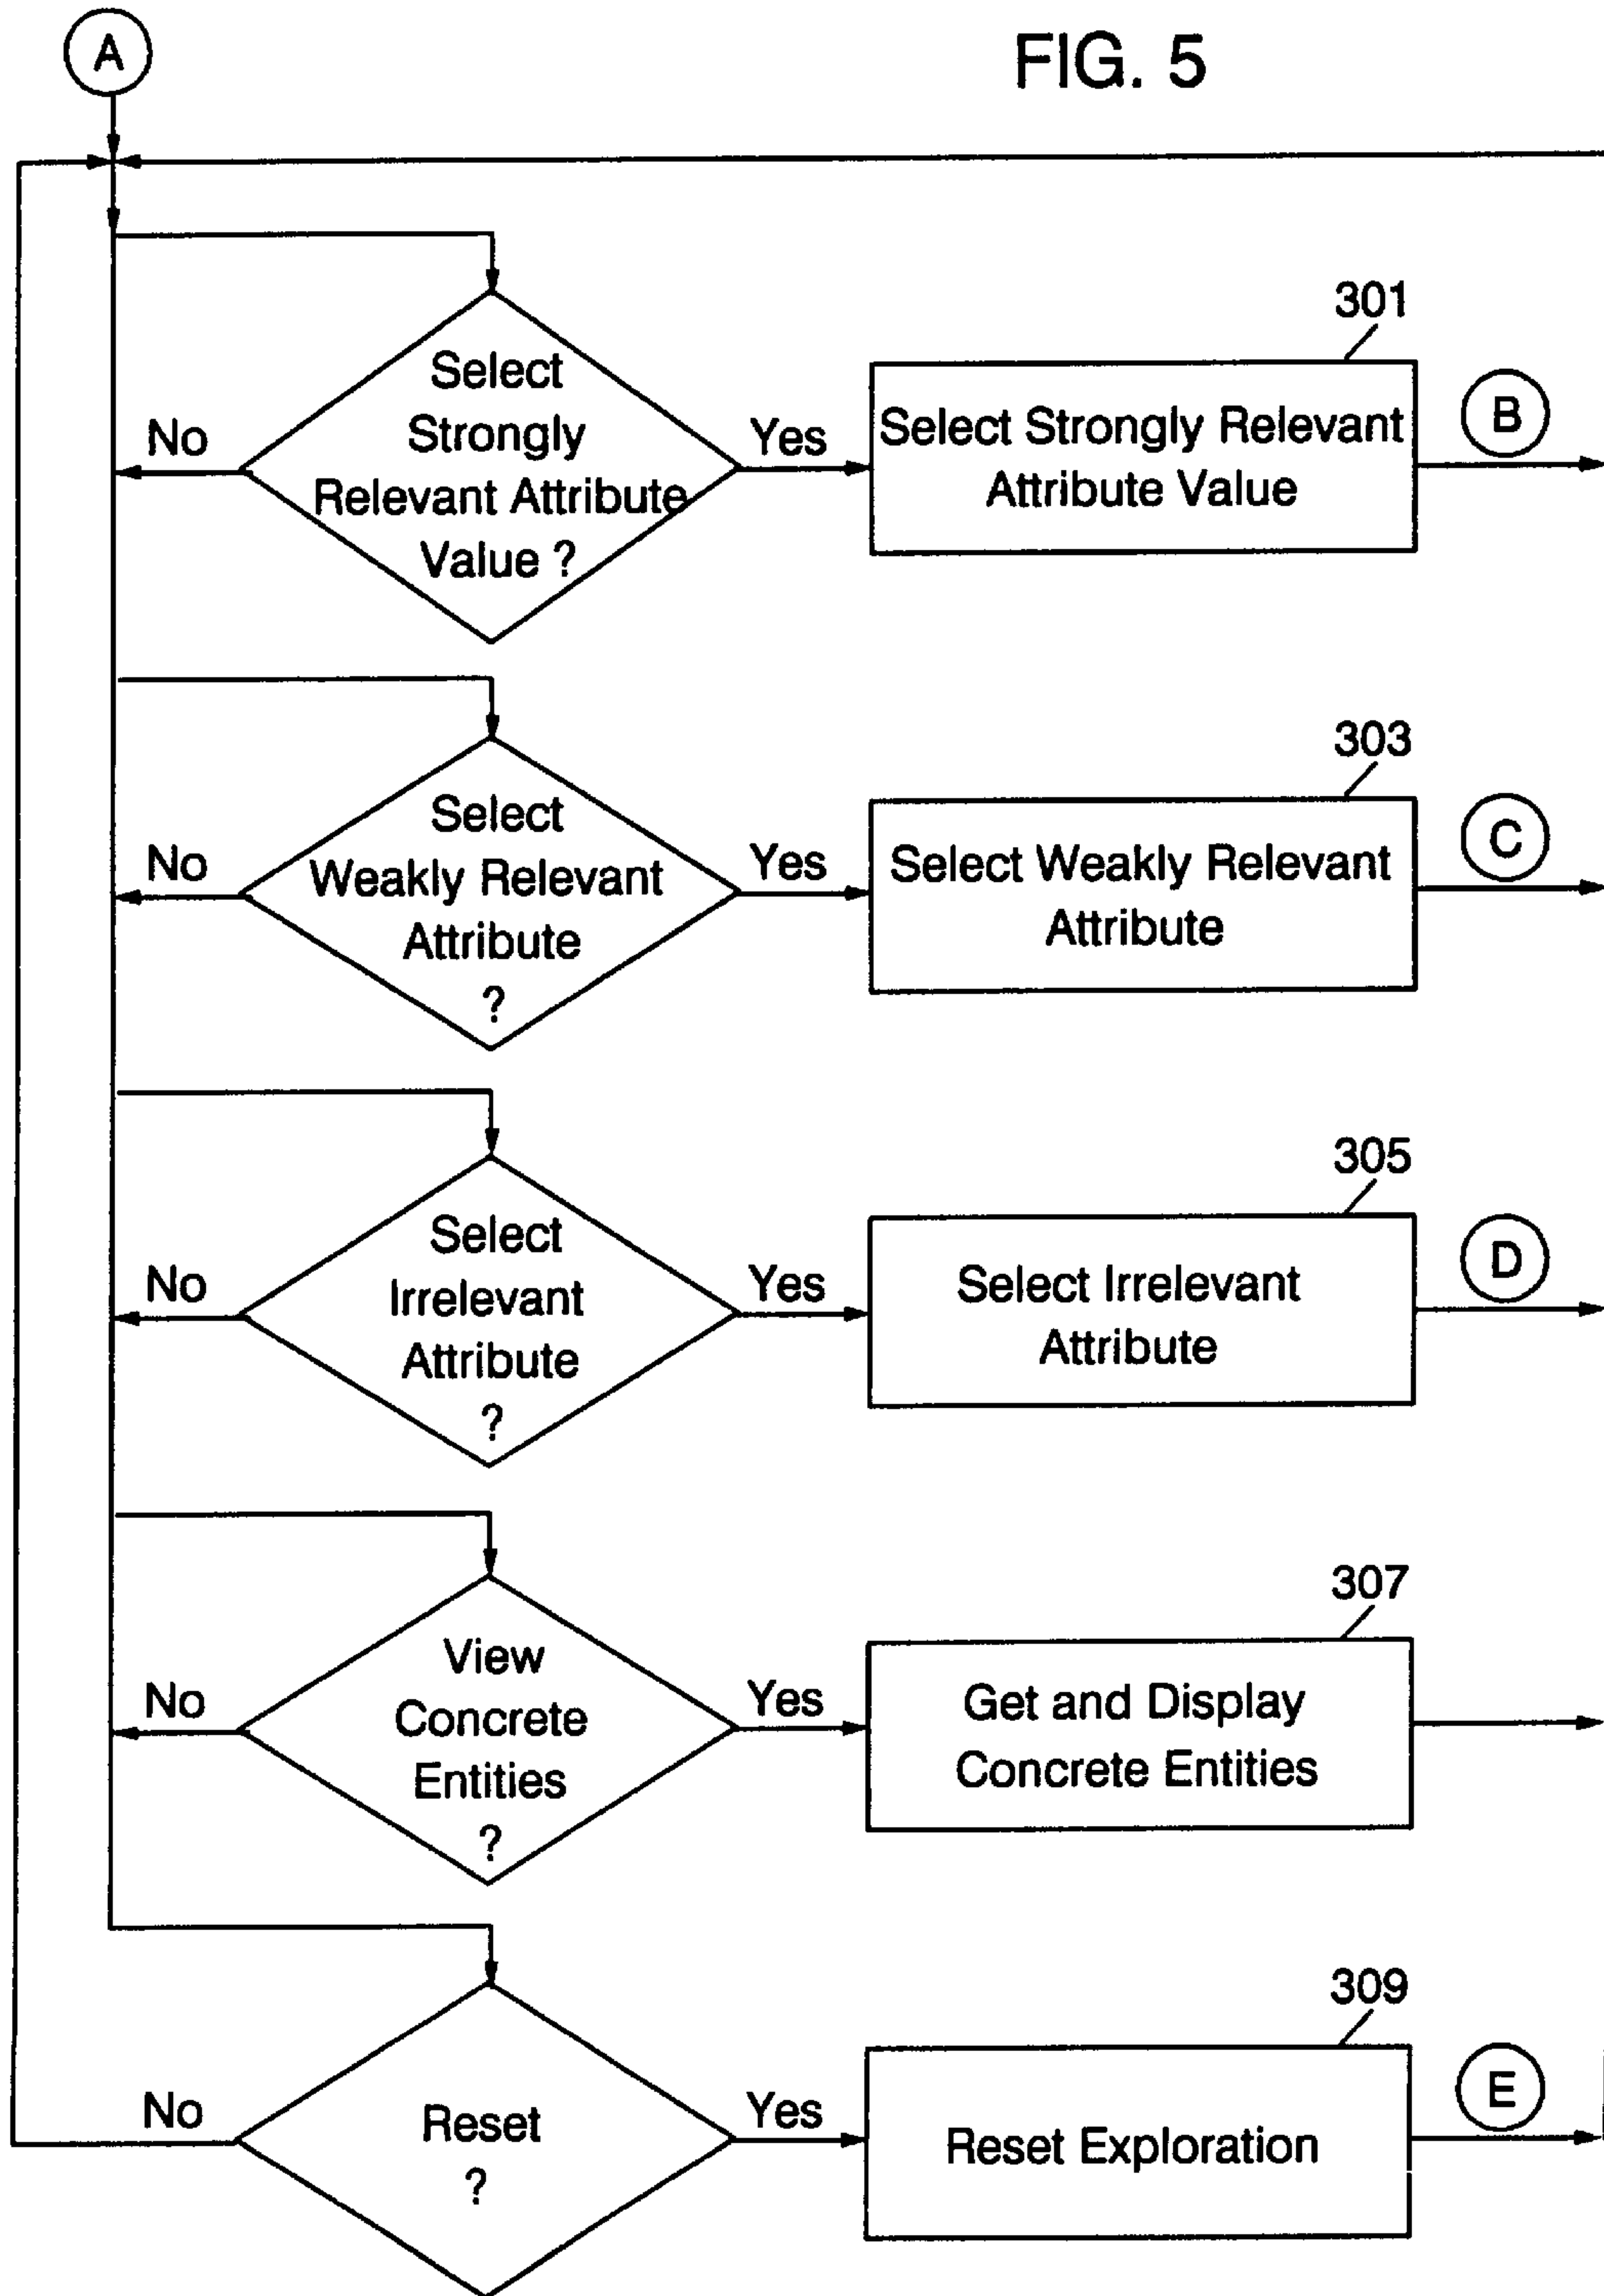 A
FIG. 5
Select
Strongly
Relevant Attribute
Value ?
No
Yes
301
Select Strongly Relevant
Attribute Value
B
Select
Weakly Relevant
Attribute
?
No
Yes
303
Select Weakly Relevant
Attribute
C
Select
Irrelevant
Attribute
?
No
Yes
305
Select Irrelevant
Attribute
D
View
Concrete
Entities
?
No
Yes
307
Get and Display
Concrete Entities
Reset
?
No
Yes
309
Reset Exploration
E